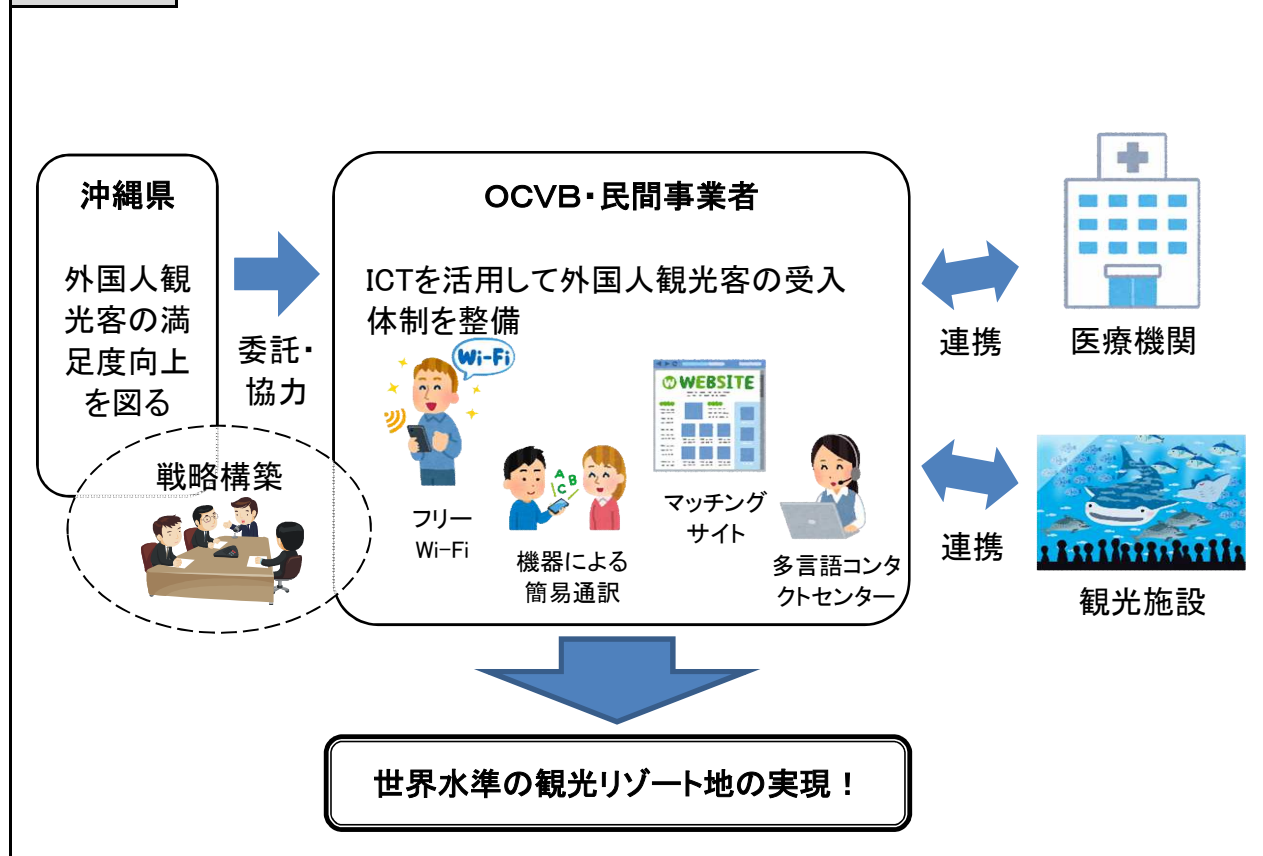 沖縄県
外国人観
光客の満
足度向上
を図る
戦略構築
委託・
協力
OCVB・民間事業者
ICTを活用して外国人観光客の受入
体制を整備
Wi-Fi
フリー
Wi-Fi
A
C B
機器による
簡易通訳
W WEBSITE
マッチング
サイト
多言語コンタ
クトセンター
連携
医療機関
連携
観光施設
世界水準の観光リゾート地の実現！